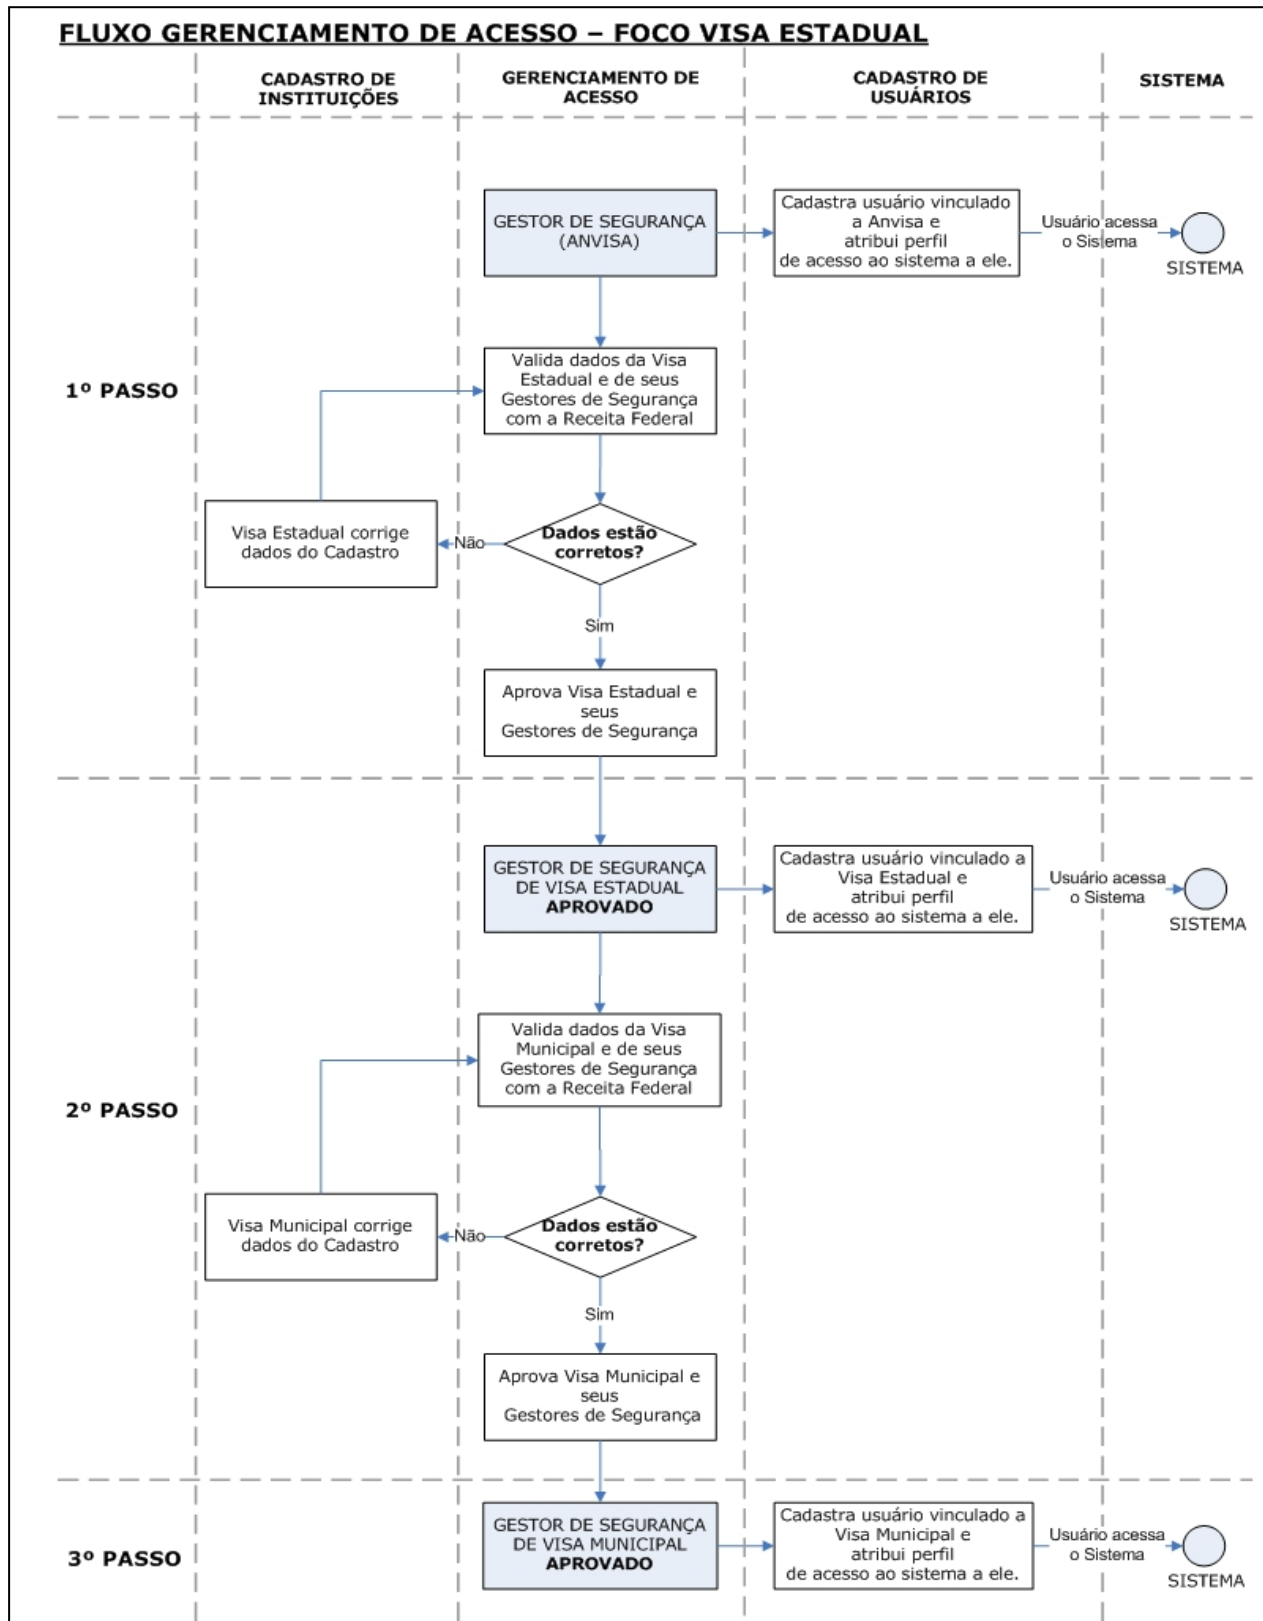 FLUXO GERENCIAMENTO DE ACESSO – FOCO VISA ESTADUAL
CADASTRO DE
INSTITUIÇÕES
GERENCIAMENTO DE
ACESSO
CADASTRO DE
USUÁRIOS
SISTEMA
1º PASSO
GESTOR DE SEGURANÇA
(ANVISA)
Cadastra usuário vinculado
a Anvisa e
atribui perfil
de acesso ao sistema a ele.
Usuário acessa
o Sistema
SISTEMA
Valida dados da Visa
Estadual e de seus
Gestores de Segurança
com a Receita Federal
Dados estão
corretos?
Não
Visa Estadual corrige
dados do Cadastro
Sim
Aprova Visa Estadual e
seus
Gestores de Segurança
2º PASSO
GESTOR DE SEGURANÇA
DE VISA ESTADUAL
APROVADO
Cadastra usuário vinculado a
Visa Estadual e
atribui perfil
de acesso ao sistema a ele.
Usuário acessa
o Sistema
SISTEMA
Valida dados da Visa
Municipal e de seus
Gestores de Segurança
com a Receita Federal
Dados estão
corretos?
Não
Visa Municipal corrige
dados do Cadastro
Sim
Aprova Visa Municipal e
seus
Gestores de Segurança
3º PASSO
GESTOR DE SEGURANÇA
DE VISA MUNICIPAL
APROVADO
Cadastra usuário vinculado a
Visa Municipal e
atribui perfil
de acesso ao sistema a ele.
Usuário acessa
o Sistema
SISTEMA